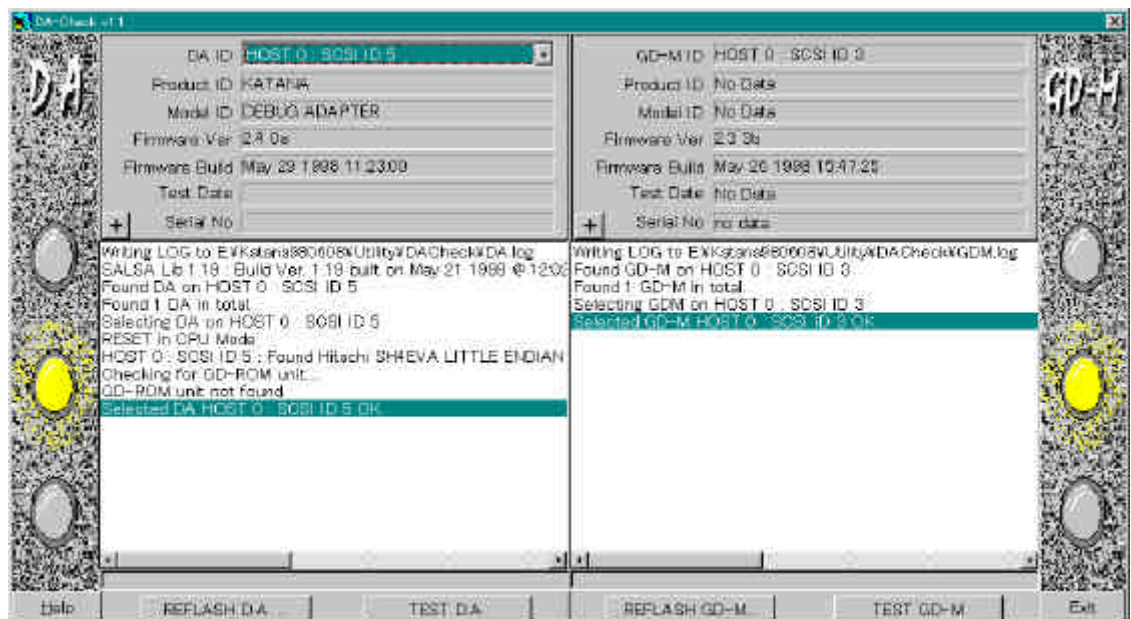 DA-Check v1.1
DA
DA ID HOST 0 : SCSI ID 5
Product ID KATANA
Model ID DEBUG ADAPTER
Firmware Ver
Firmware Build May 29 1998 11:23:00
Test Date
+ Serial No
GD-M
GD-M ID HOST 0 : SCSI ID 3
Product ID No Data
Model ID No Data
Firmware Ver 2.3.3b
Firmware Build May 26 1998 15:47:25
Test Date No Data
+ Serial No no data
Writing LOG to E:¥Katana980608¥Utility¥DACheck¥DA.log
SALSA Lib 1.19 : Build Ver. 1.19 built on May 21 1998 @ 12:02
Found DA on HOST 0 : SCSI ID 5
Found 1 DA in total.
Selecting DA on HOST 0 : SCSI ID 5
RESET in CPU Mode
HOST 0 : SCSI ID 5 : Found Hitachi SH4EVA LITTLE ENDIAN
Checking for GD-ROM unit...
GD-ROM unit not found
Selected DA HOST 0 : SCSI ID 5 OK
Writing LOG to E:¥Katana980608¥Utility¥DACheck¥GDM.log
Found GD-M on HOST 0 : SCSI ID 3.
Found 1 GD-M in total.
Selecting GDM on HOST 0 : SCSI ID 3
Selected GD-M HOST 0 : SCSI ID 3 OK
Help
REFLASH D.A...
TEST D.A.
REFLASH GD-M...
TEST GD-M
Exit